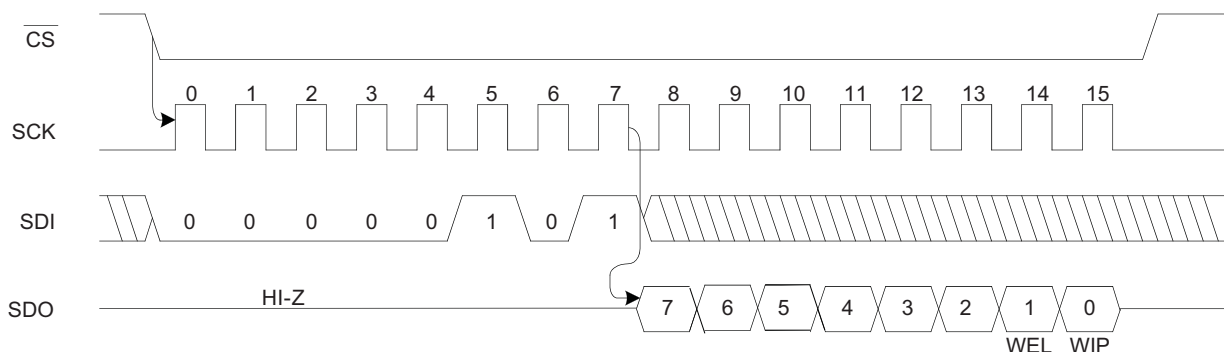 CS
0 1 2 3 4 5 6 7 8 9 10 11 12 13 14 15
SCK
SDI 0 0 0 0 0 1 0 1
HI-Z
SDO 7 6 5 4 3 2 1 0
WEL WIP